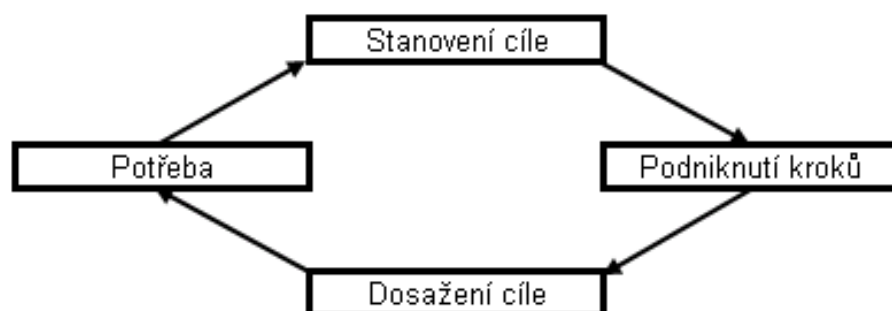 Stanovení cíle
Potřeba
Podniknutí kroků
Dosažení cíle